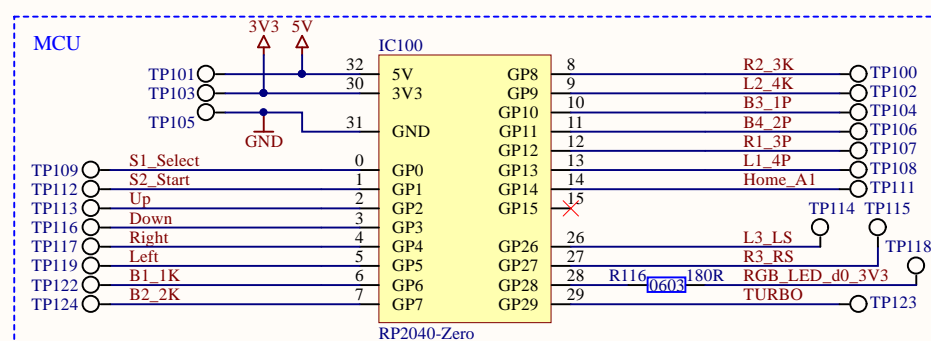 MCU
3V3 5V
IC100
TP101 32 5V GP8 8 R2_3K TP100
TP103 30 3V3 GP9 9 L2_4K TP102
TP105 GP10 10 B3_1P TP104
31 GND GP11 11 B4_2P TP106
GND GP12 12 R1_3P TP107
TP109 S1_Select 0 GP0 GP13 13 L1_4P TP108
TP112 S2_Start 1 GP1 GP14 14 Home_A1 TP111
TP113 Up 2 GP2 GP15 15
TP116 Down 3 GP3 TP114 TP115
TP117 Right 4 GP4 GP26 26 L3_LS
TP119 Left 5 GP5 GP27 27 R3_RS TP118
TP122 B1_1K 6 GP6 GP28 28 R116 0603 180R RGB_LED_d0_3V3
TP124 B2_2K 7 GP7 GP29 29 TURBO TP123
RP2040-Zero